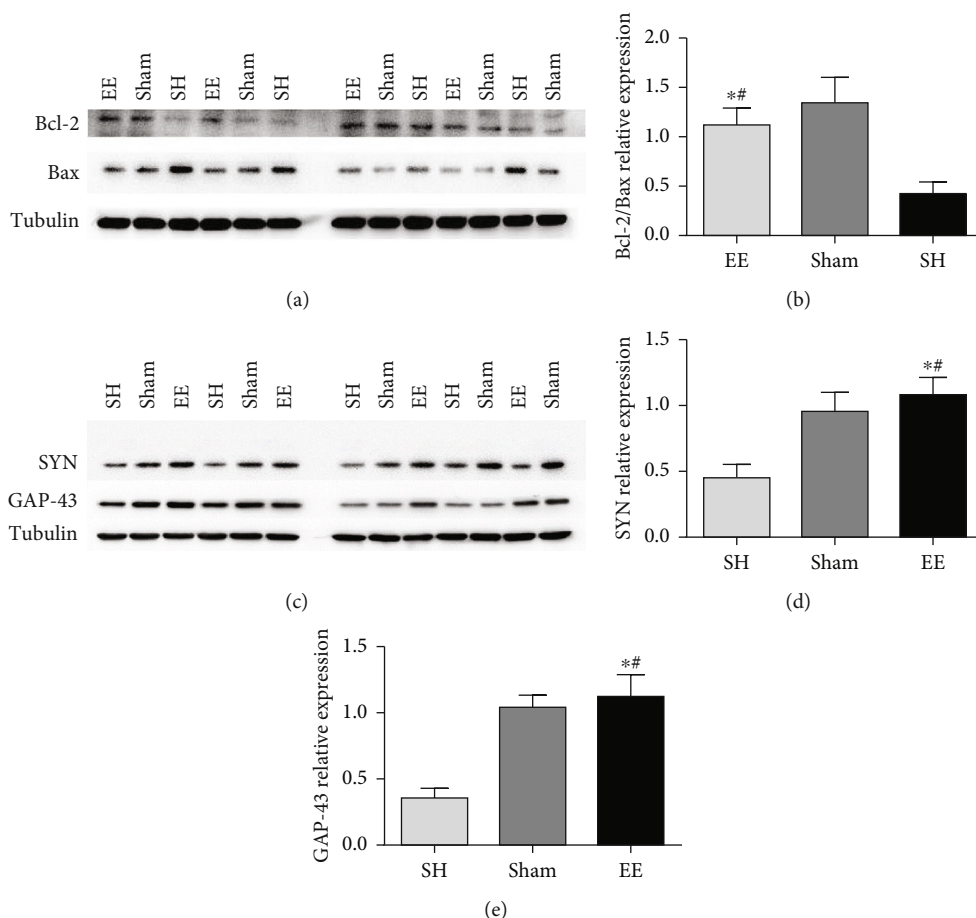 EE Sham SH EE Sham SH EE Sham SH EE Sham SH Sham
Bcl-2
Bax
Tubulin
(a)
Bcl-2/Bax relative expression
2.0
1.5
1.0
0.5
0.0
*#
EE Sham SH
(b)
SH Sham EE SH Sham EE SH Sham EE SH Sham EE Sham
SYN
GAP-43
Tubulin
(c)
SYN relative expression
1.5
1.0
0.5
0.0
*#
SH Sham EE
(d)
GAP-43 relative expression
1.5
1.0
0.5
0.0
*#
SH Sham EE
(e)